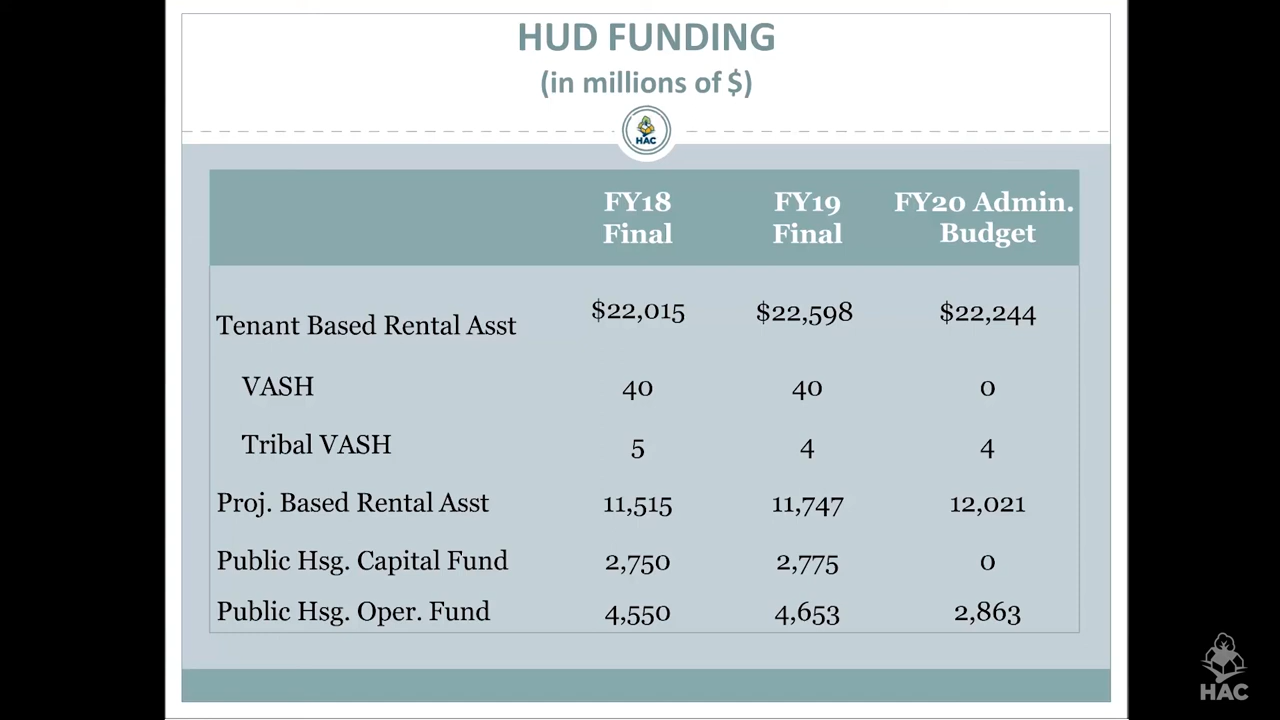 HUD FUNDING
(in millions of $)
HAC
FY18 Final FY19 Final FY20 Admin. Budget
Tenant Based Rental Asst $22,015 $22,598 $22,244
VASH 40 40 0
Tribal VASH 5 4 4
Proj. Based Rental Asst 11,515 11,747 12,021
Public Hsg. Capital Fund 2,750 2,775 0
Public Hsg. Oper. Fund 4,550 4,653 2,863
HAC